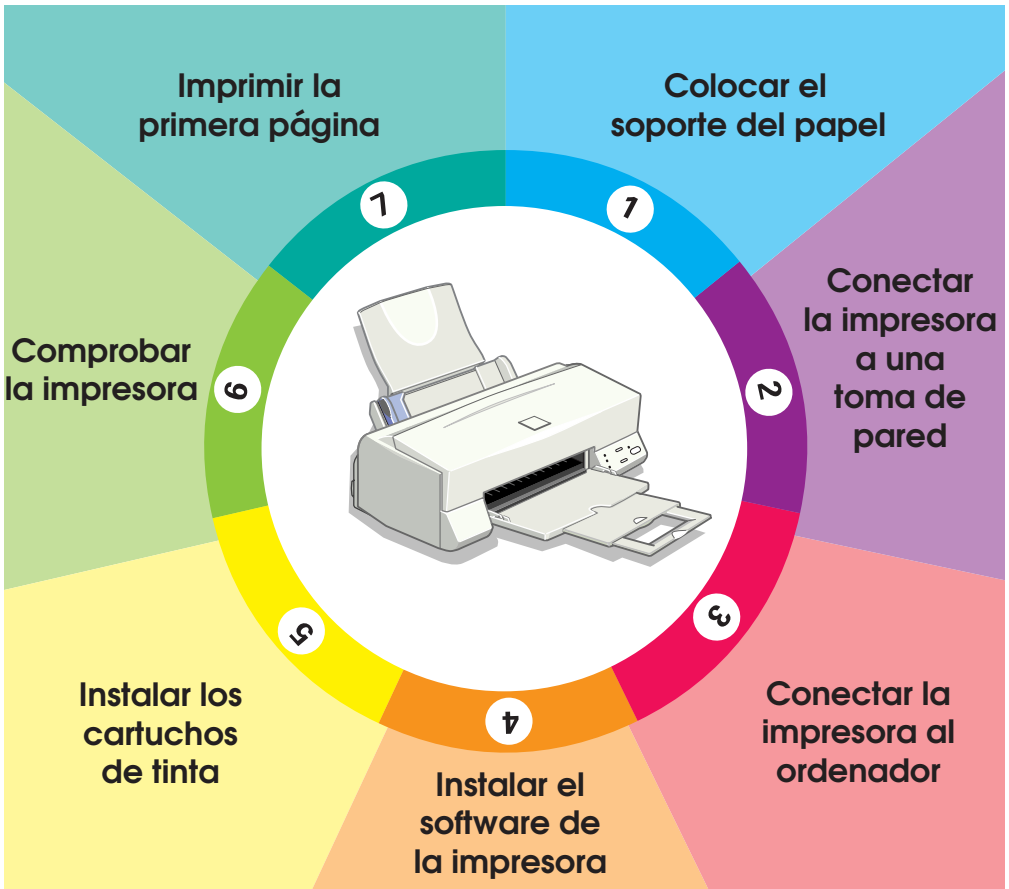 1
Colocar el
soporte del papel
2
Conectar
la impresora
a una
toma de
pared
3
Conectar la
impresora al
ordenador
4
Instalar el
software de
la impresora
5
Instalar los
cartuchos
de tinta
6
Comprobar
la impresora
7
Imprimir la
primera página